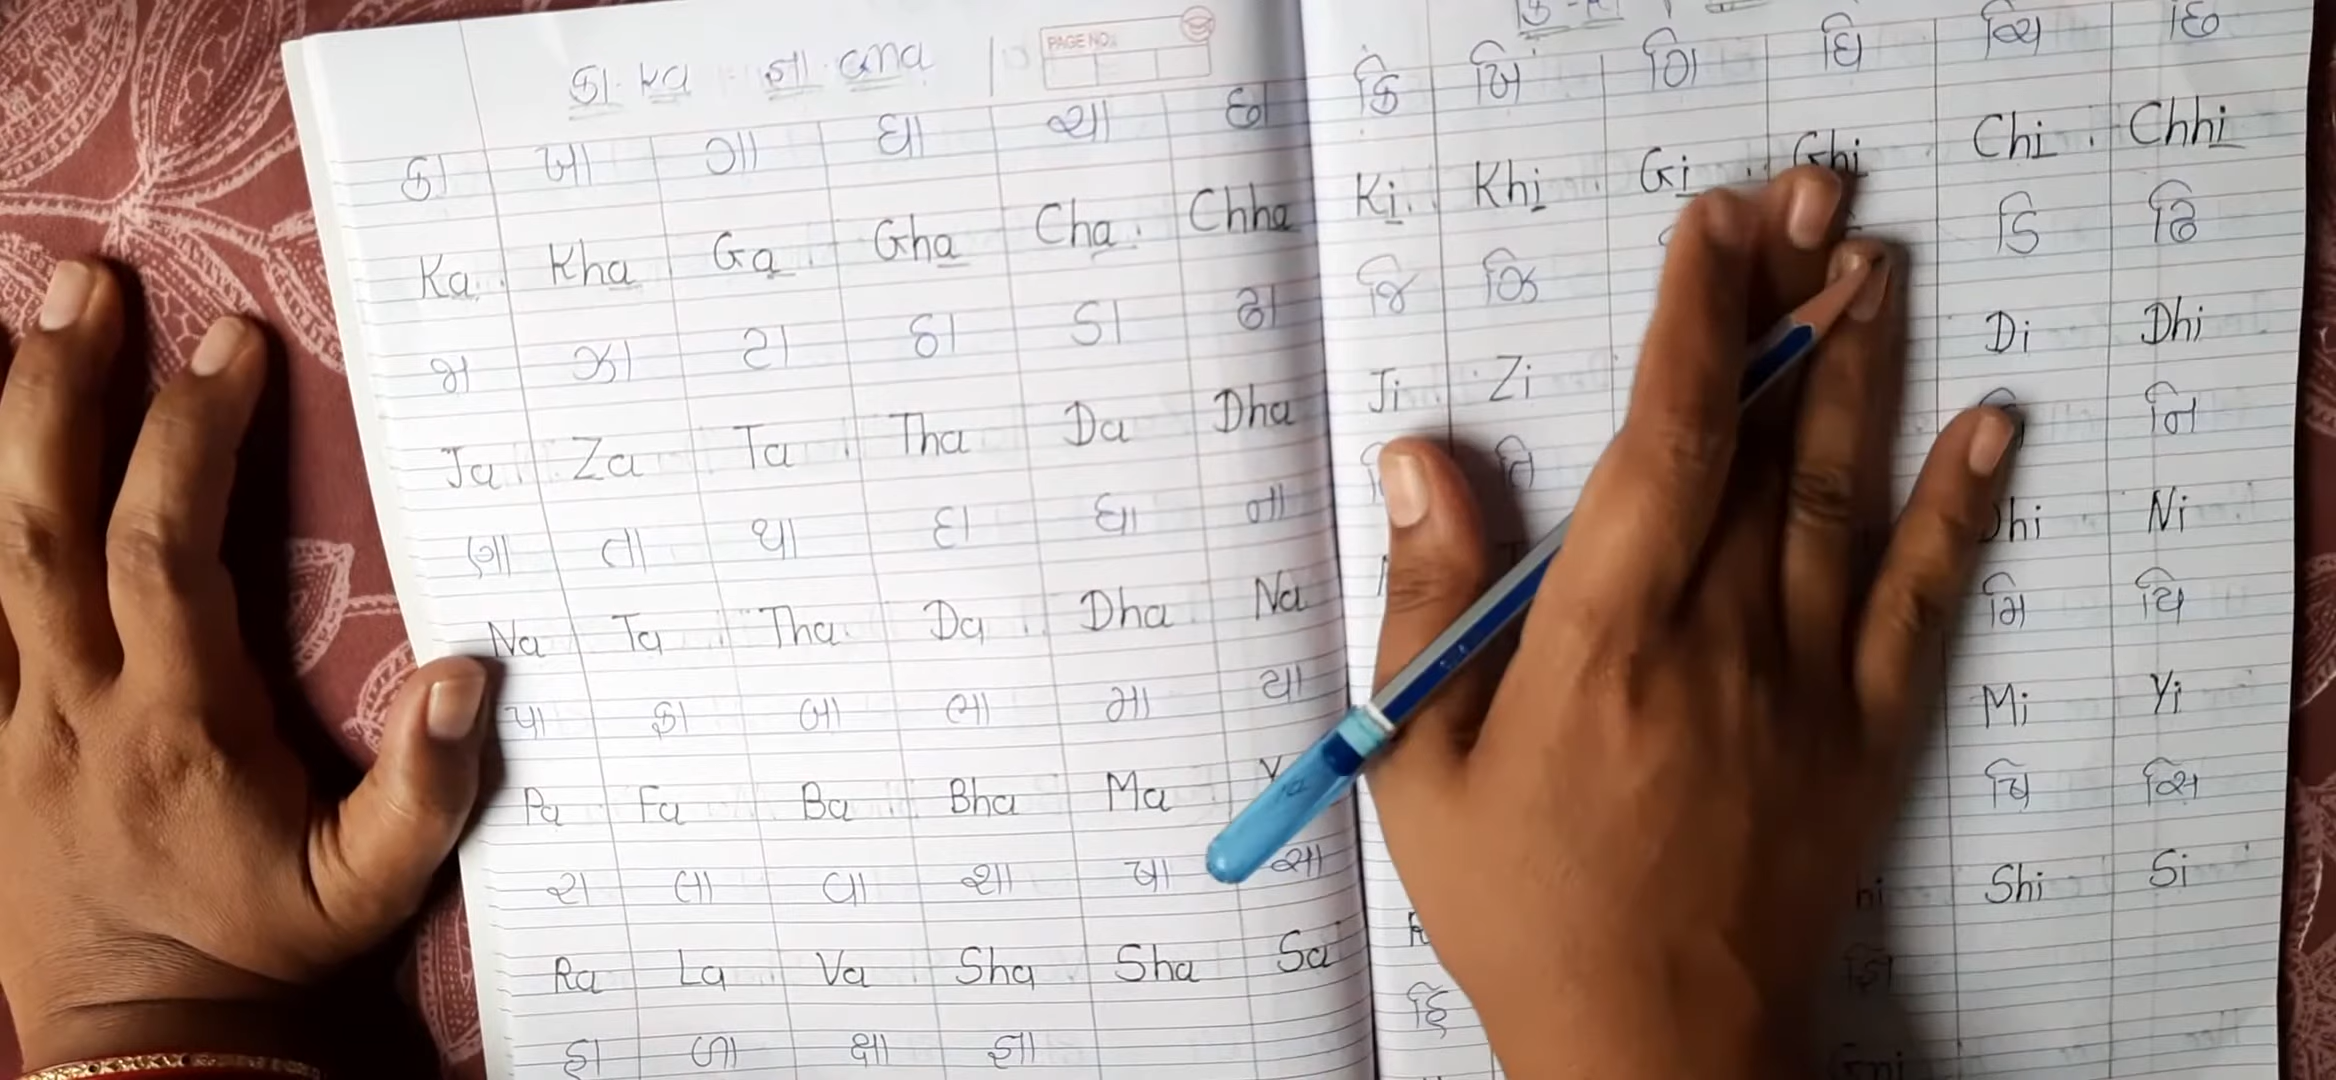 કા. Ka જ્ઞા. Gna
PAGE NO.:
કા ખા ગા ઘા ચા છા
Ka Kha Ga Gha Cha Chha
જા ઝા ટા ઠા ડા ઢા
Ja Za Ta Tha Da Dha
ણા તા થા દા ધા ના
Na Ta Tha Da Dha Na
પા ફા બા ભા મા યા
Pa Fa Ba Bha Ma
રા લા વા શા ષા સા
Ra La Va Sha Sha Sa
હા ળા ક્ષા જ્ઞા
કિ ખિ ગિ ઘિ ચિ છિ
Ki Khi Gi Ghi Chi Chhi
જિ ઝિ ડિ ઢિ
Ji Zi Di Dhi
તિ નિ
Dhi Ni
મિ યિ
Mi Yi
ષિ સિ
Shi Si
હિ